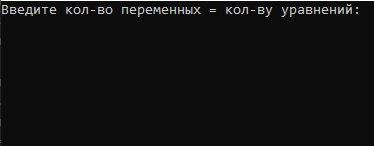 Введите кол-во переменных = кол-ву уравнений: